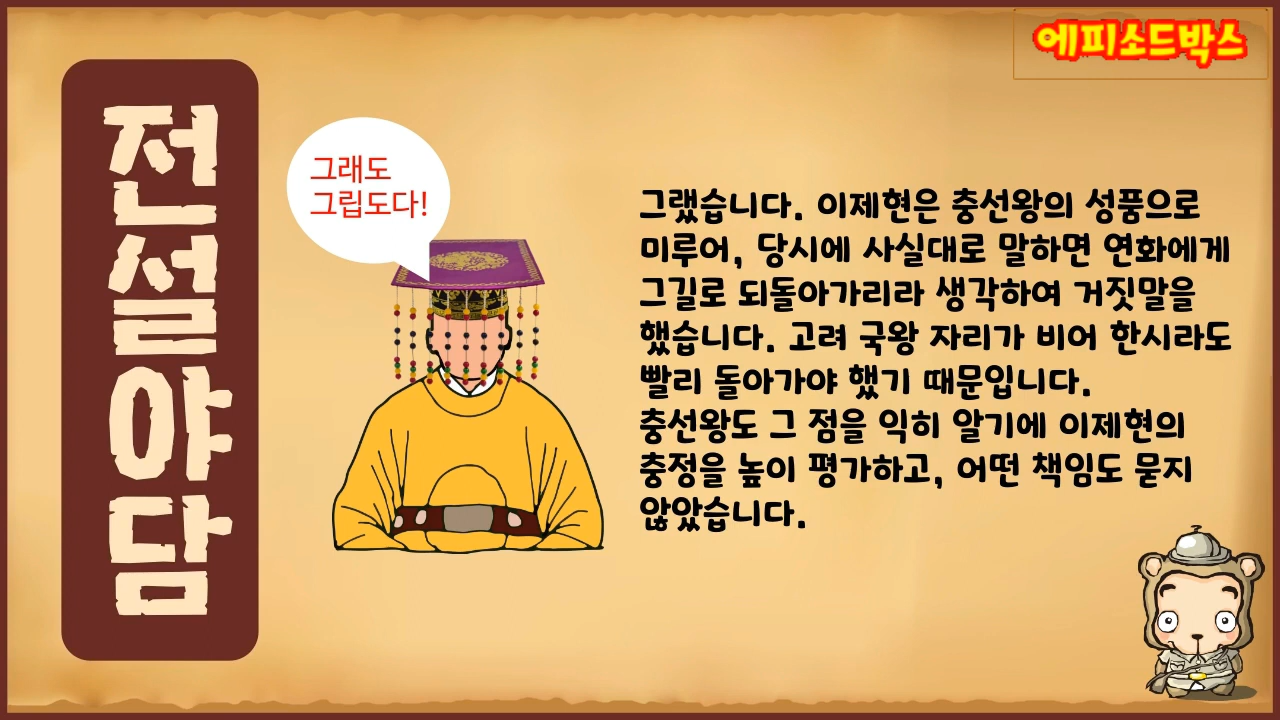 에피소드박스
전설야담
그래도
그립도다!
그랬습니다. 이제현은 충선왕의 성품으로
미루어, 당시에 사실대로 말하면 연화에게
그길로 되돌아가리라 생각하여 거짓말을
했습니다. 고려 국왕 자리가 비어 한시라도
빨리 돌아가야 했기 때문입니다.
충선왕도 그 점을 익히 알기에 이제현의
충정을 높이 평가하고, 어떤 책임도 묻지
않았습니다.